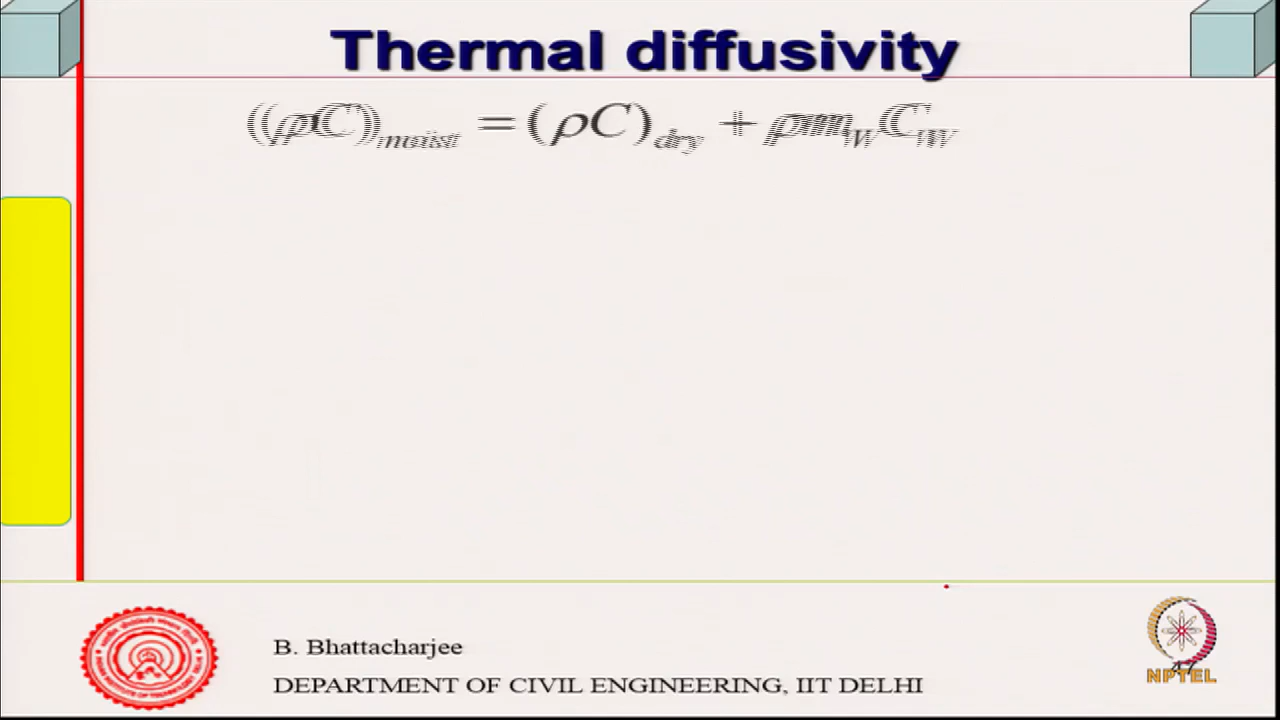 Thermal diffusivity
(ρC)moist = (ρC)dry + ρmwCw
B. Bhattacharjee
DEPARTMENT OF CIVIL ENGINEERING, IIT DELHI
NPTEL